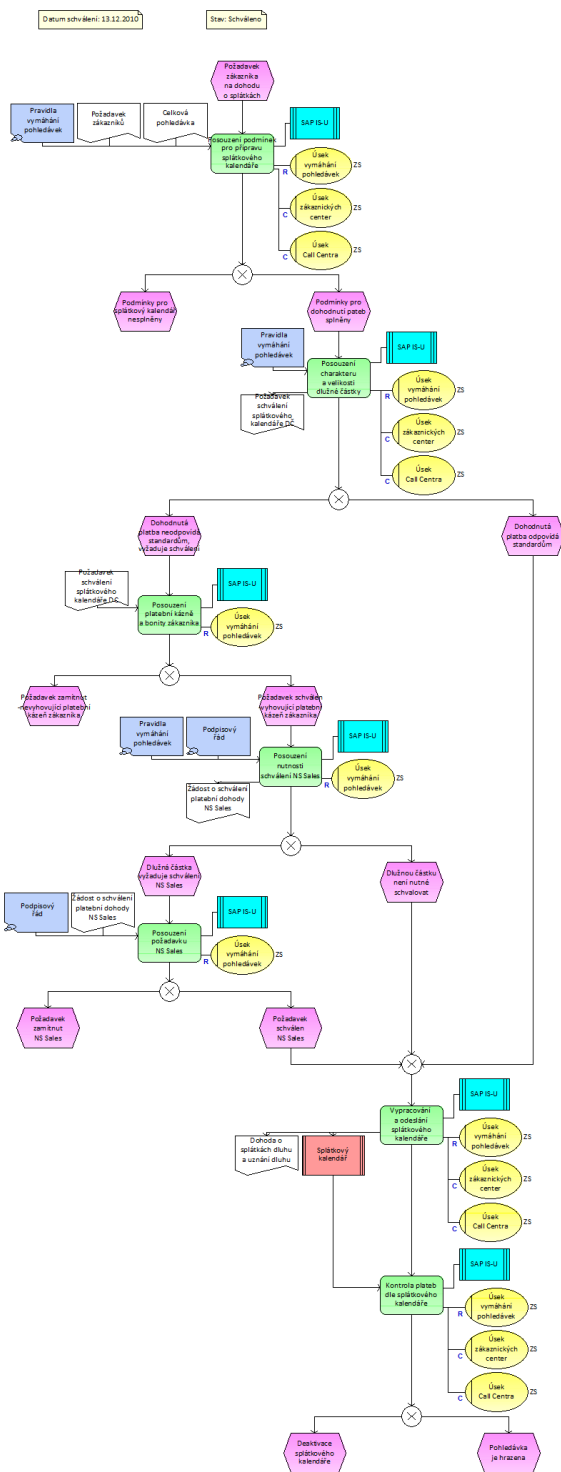 Datum schválení: 13.12.2010
Stav: Schváleno
Požadavek
zákazníka
na dohodu
o splátkách
Pravidla
vymáhání
pohledávek
Požadavek
zákazníků
Celková
pohledávka
SAP IS-U
Posouzení podmínek
pro přípravu
splátkového
kalendáře
R
Úsek
vymáhání
pohledávek
ZS
C
Úsek
zákaznických
center
ZS
C
Úsek
Call Centra
ZS
Podmínky pro
splátkový kalendář
nesplněny
Podmínky pro
dohodnutí pateb
splněny
Pravidla
vymáhání
pohledávek
SAP IS-U
Posouzení
charakteru
a velikosti
dlužné částky
Požadavek
schválení
splátkového
kalendáře DČ
R
Úsek
vymáhání
pohledávek
ZS
C
Úsek
zákaznických
center
ZS
C
Úsek
Call Centra
ZS
Dohodnutá
platba neodpovídá
standardům,
vyžaduje schválení
Dohodnutá
platba odpovídá
standardům
Požadavek
schválení
splátkového
kalendáře DČ
SAP IS-U
Posouzení
platební kázně
a bonity zákazníka
R
Úsek
vymáhání
pohledávek
ZS
Požadavek zamítnut
-nevyhovující platební
kázeň zákazníka
Požadavek schválen
-vyhovující platební
kázeň zákazníka
Pravidla
vymáhání
pohledávek
Podpisový
řád
SAP IS-U
Posouzení
nutnosti
schválení NS Sales
Žádost o schválení
platební dohody
NS Sales
R
Úsek
vymáhání
pohledávek
ZS
Dlužná částka
vyžaduje schválení
NS Sales
Dlužnou částku
není nutné
schvalovat
Podpisový
řád
Žádost o schválení
platební dohody
NS Sales
SAP IS-U
Posouzení
požadavku
NS Sales
R
Úsek
vymáhání
pohledávek
ZS
Požadavek
zamítnut
NS Sales
Požadavek
schválen
NS Sales
SAP IS-U
Vypracování
a odeslání
splátkového
kalendáře
Dohoda o
splátkách dluhu
a uznání dluhu
Splátkový
kalendář
R
Úsek
vymáhání
pohledávek
ZS
C
Úsek
zákaznických
center
ZS
C
Úsek
Call Centra
ZS
SAP IS-U
Kontrola plateb
dle splátkového
kalendáře
R
Úsek
vymáhání
pohledávek
ZS
C
Úsek
zákaznických
center
ZS
C
Úsek
Call Centra
ZS
Deaktivace
splátkového
kalendáře
Pohledávka
je hrazena